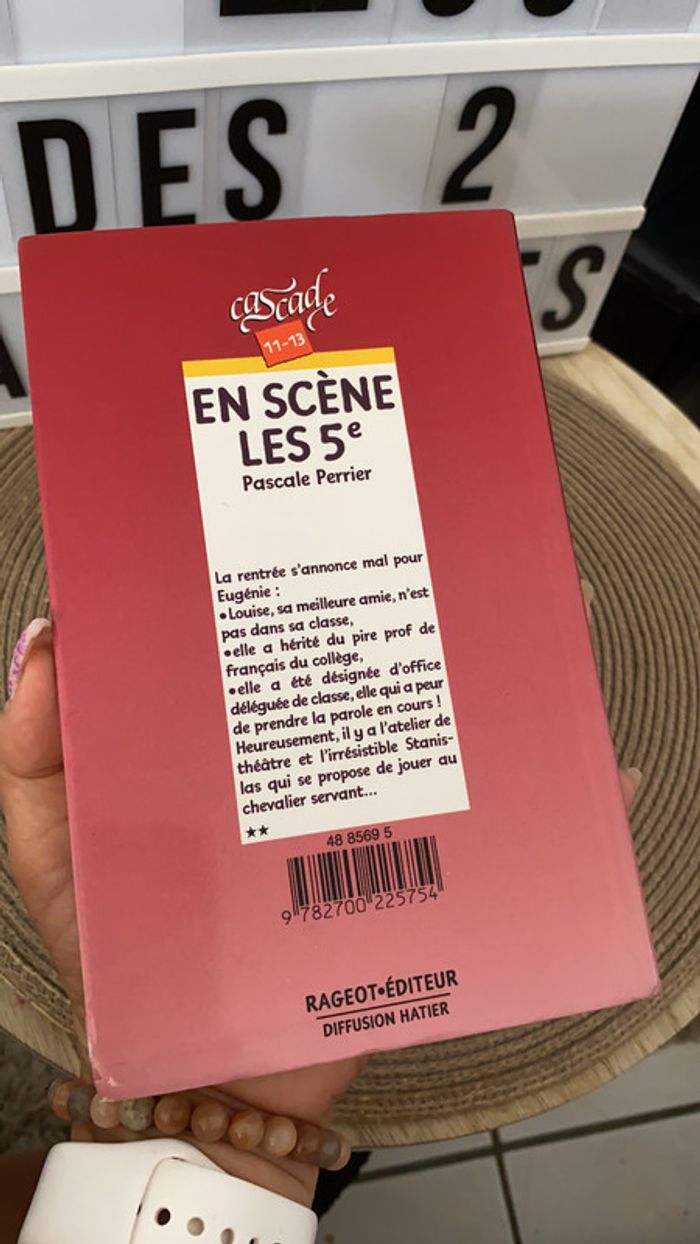 DES 2
S
cascade
11-13
EN SCÈNE
LES 5e
Pascale Perrier
La rentrée s'annonce mal pour
Eugénie :
•Louise, sa meilleure amie, n'est
pas dans sa classe,
•elle a hérité du pire prof de
français du collège,
•elle a été désignée d'office
déléguée de classe, elle qui a peur
de prendre la parole en cours !
Heureusement, il y a l'atelier de
théâtre et l'irrésistible Stanis-
las qui se propose de jouer au
chevalier servant...
★★
48 8569 5
9 782700 225754
RAGEOT•ÉDITEUR
DIFFUSION HATIER